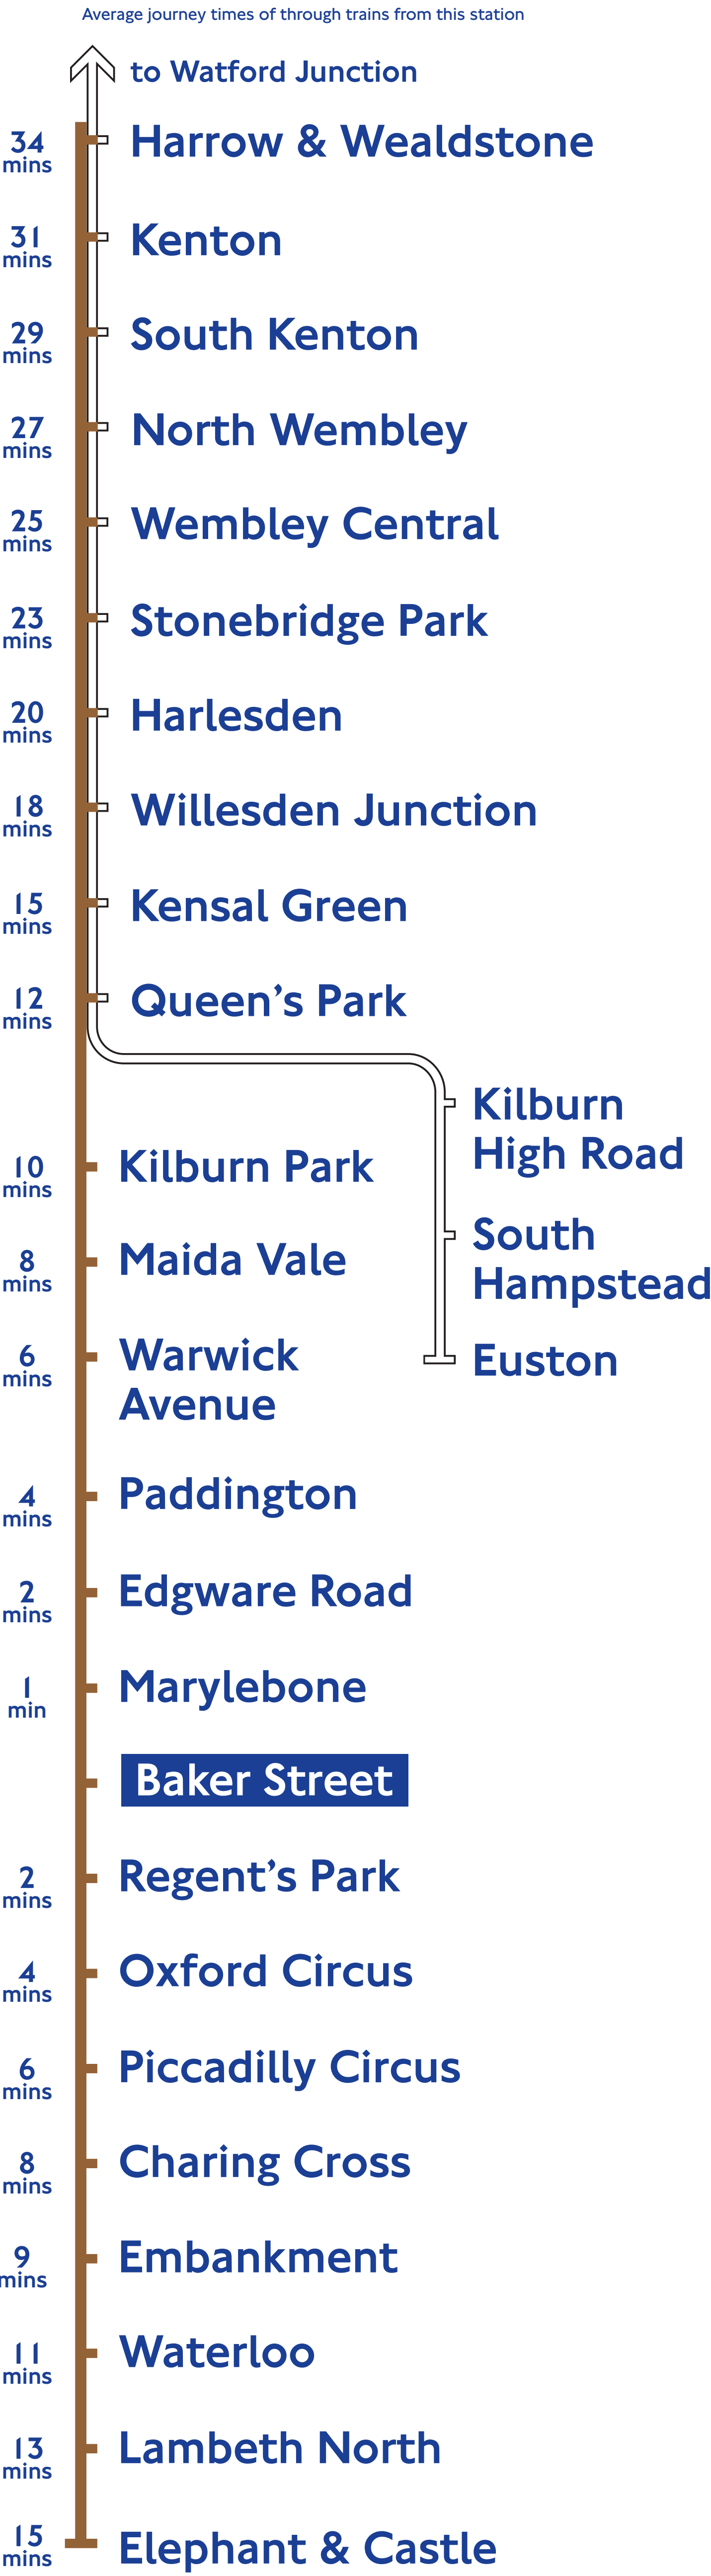 Average journey times of through trains from this station
to Watford Junction
34
mins
Harrow & Wealdstone
31
mins
Kenton
29
mins
South Kenton
27
mins
North Wembley
25
mins
Wembley Central
23
mins
Stonebridge Park
20
mins
Harlesden
18
mins
Willesden Junction
15
mins
Kensal Green
12
mins
Queen’s Park
Kilburn
High Road
10
mins
Kilburn Park
South
Hampstead
8
mins
Maida Vale
Euston
6
mins
Warwick
Avenue
4
mins
Paddington
2
mins
Edgware Road
1
min
Marylebone
Baker Street
2
mins
Regent’s Park
4
mins
Oxford Circus
6
mins
Piccadilly Circus
8
mins
Charing Cross
9
mins
Embankment
11
mins
Waterloo
13
mins
Lambeth North
15
mins
Elephant & Castle